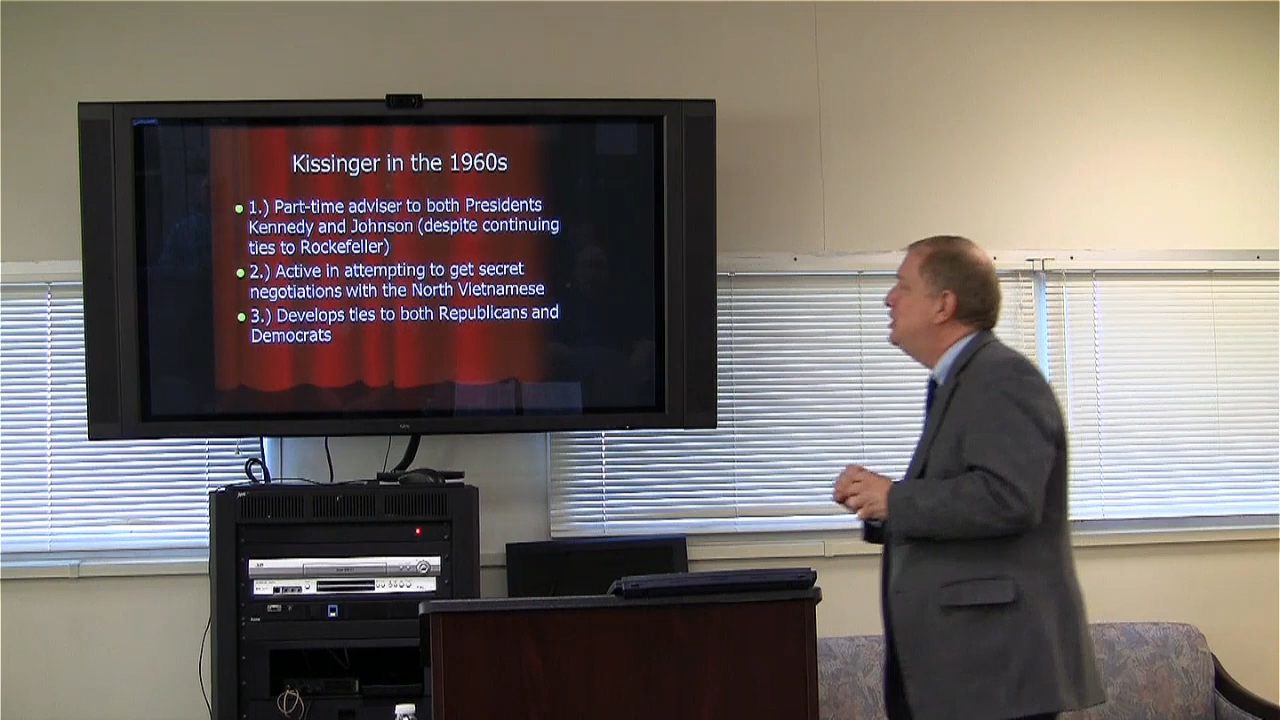 Kissinger in the 1960s
1.) Part-time adviser to both Presidents
Kennedy and Johnson (despite continuing
ties to Rockefeller)
2.) Active in attempting to get secret
negotiations with the North Vietnamese
3.) Develops ties to both Republicans and
Democrats